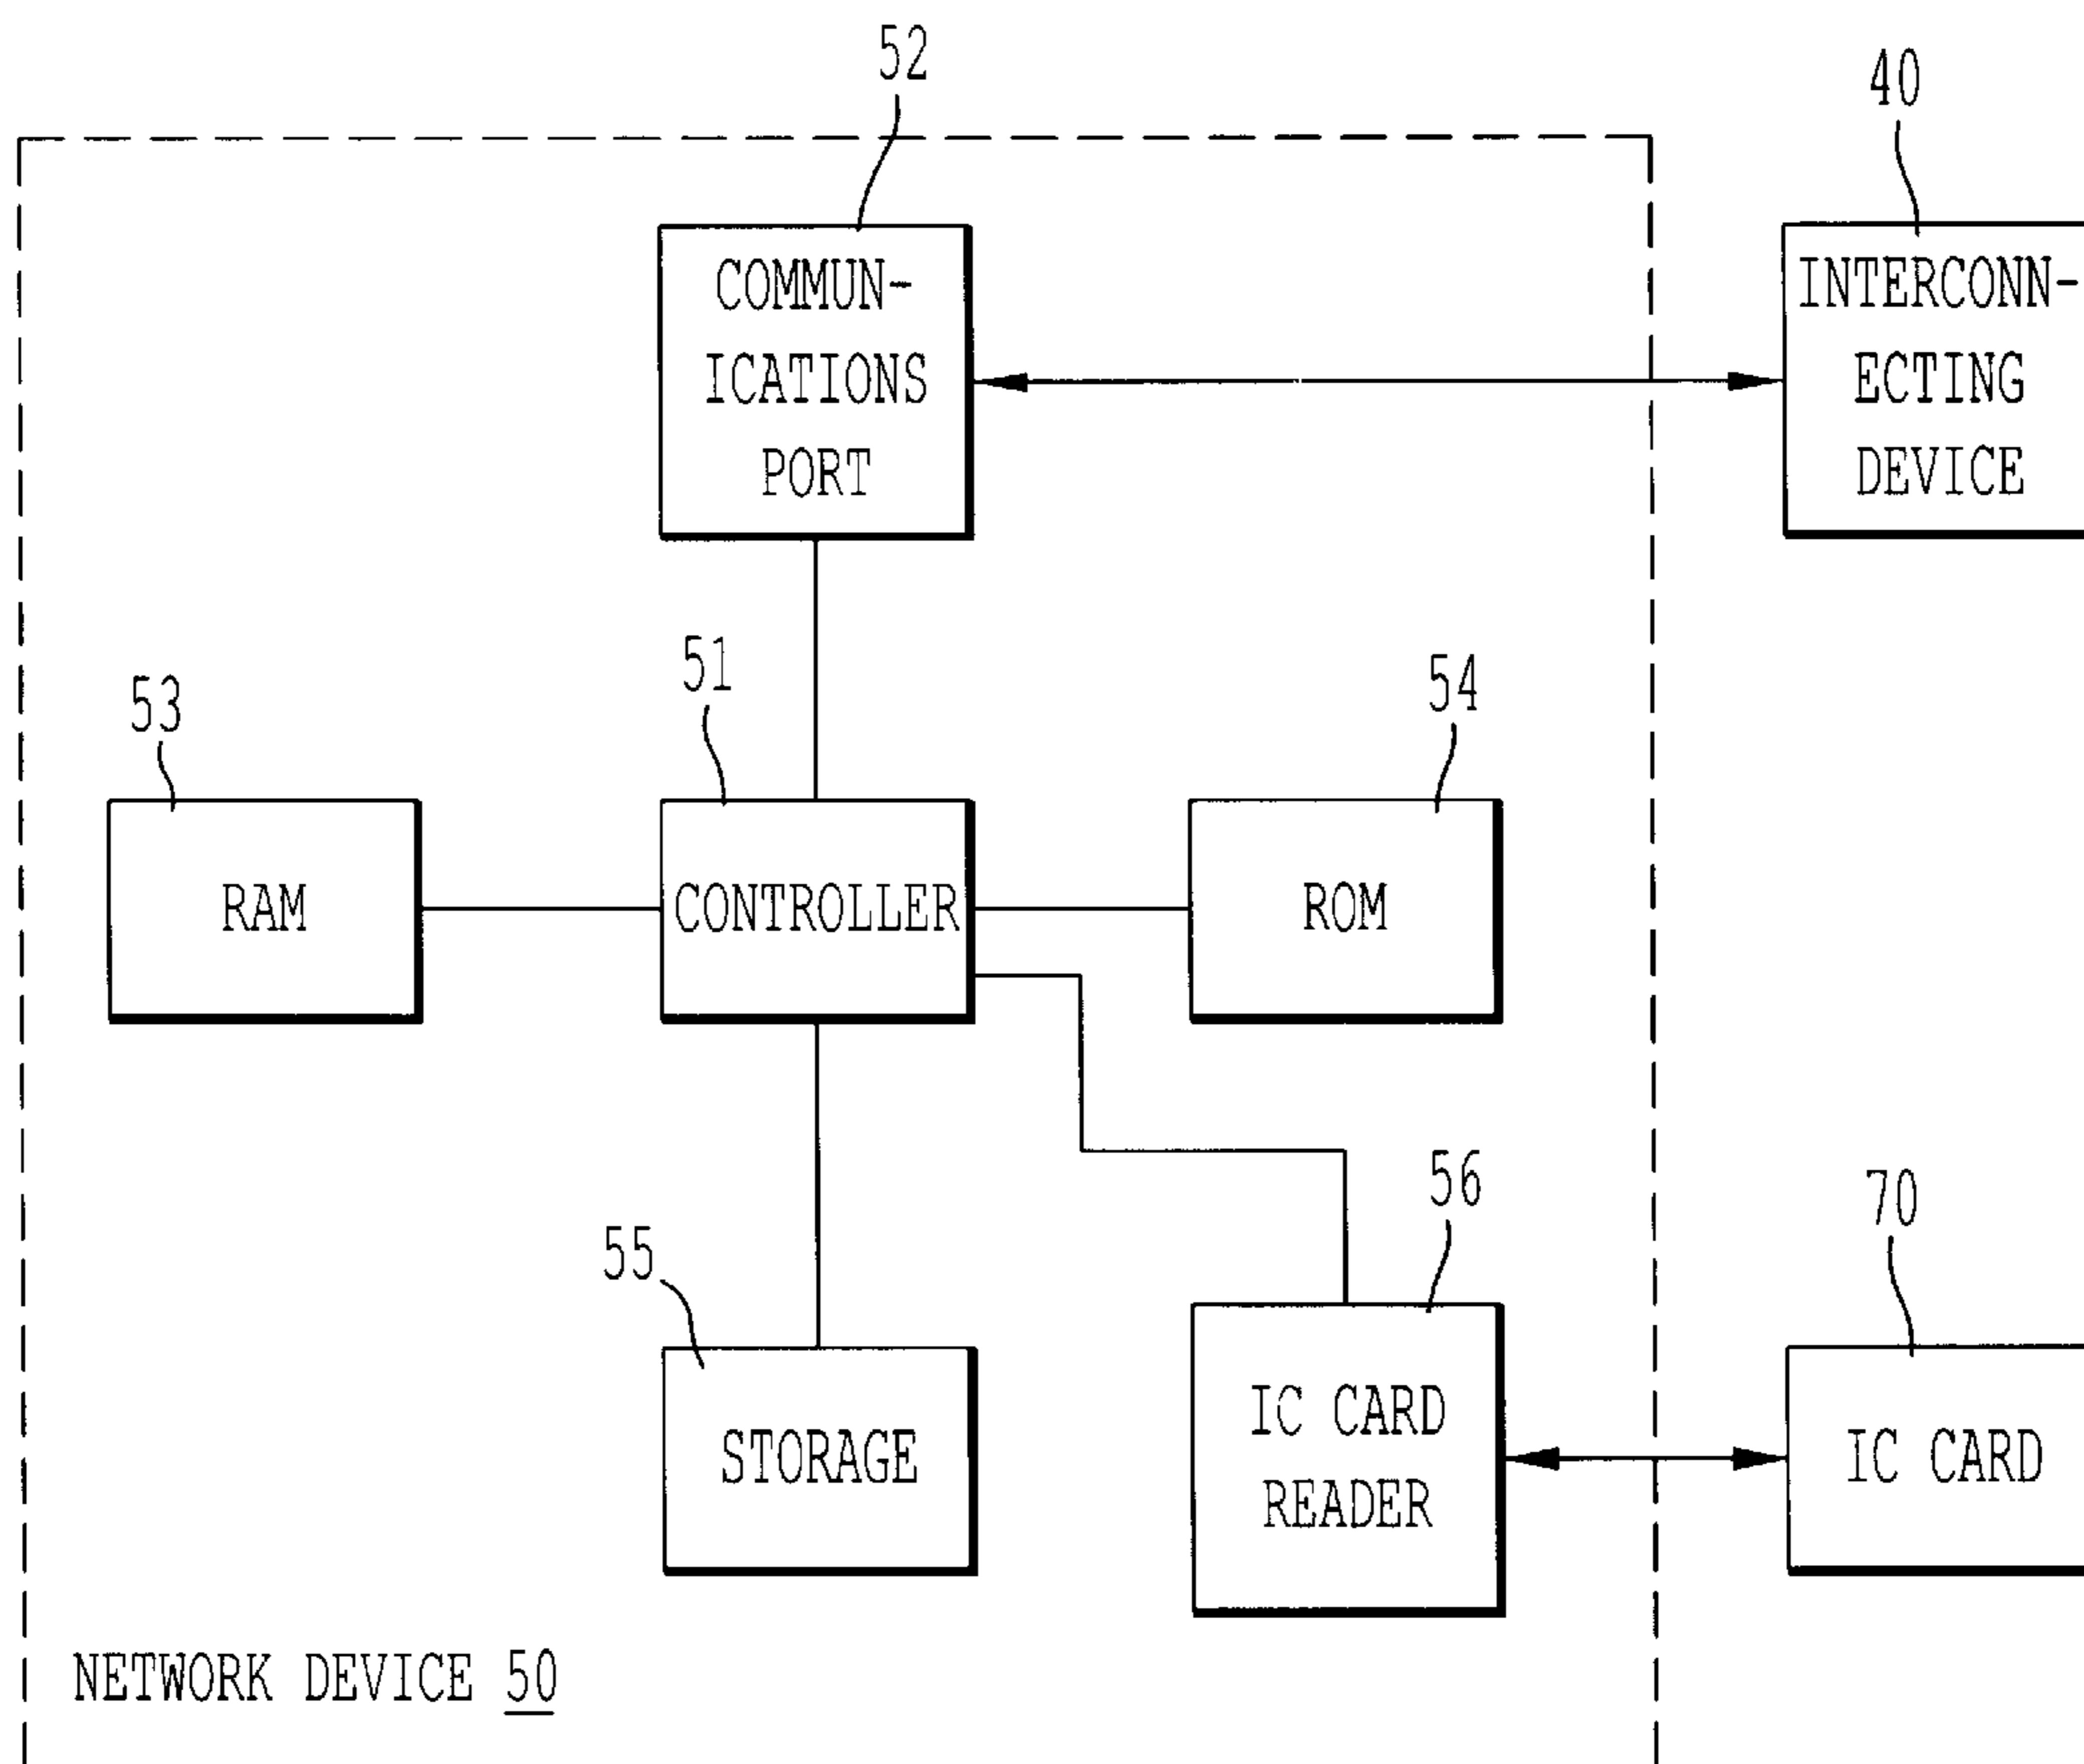 52
40
COMMUN-
ICATIONS
PORT
INTERCONN-
ECTING
DEVICE
53
51
54
RAM
CONTROLLER
ROM
55
56
70
STORAGE
IC CARD
READER
IC CARD
NETWORK DEVICE 50